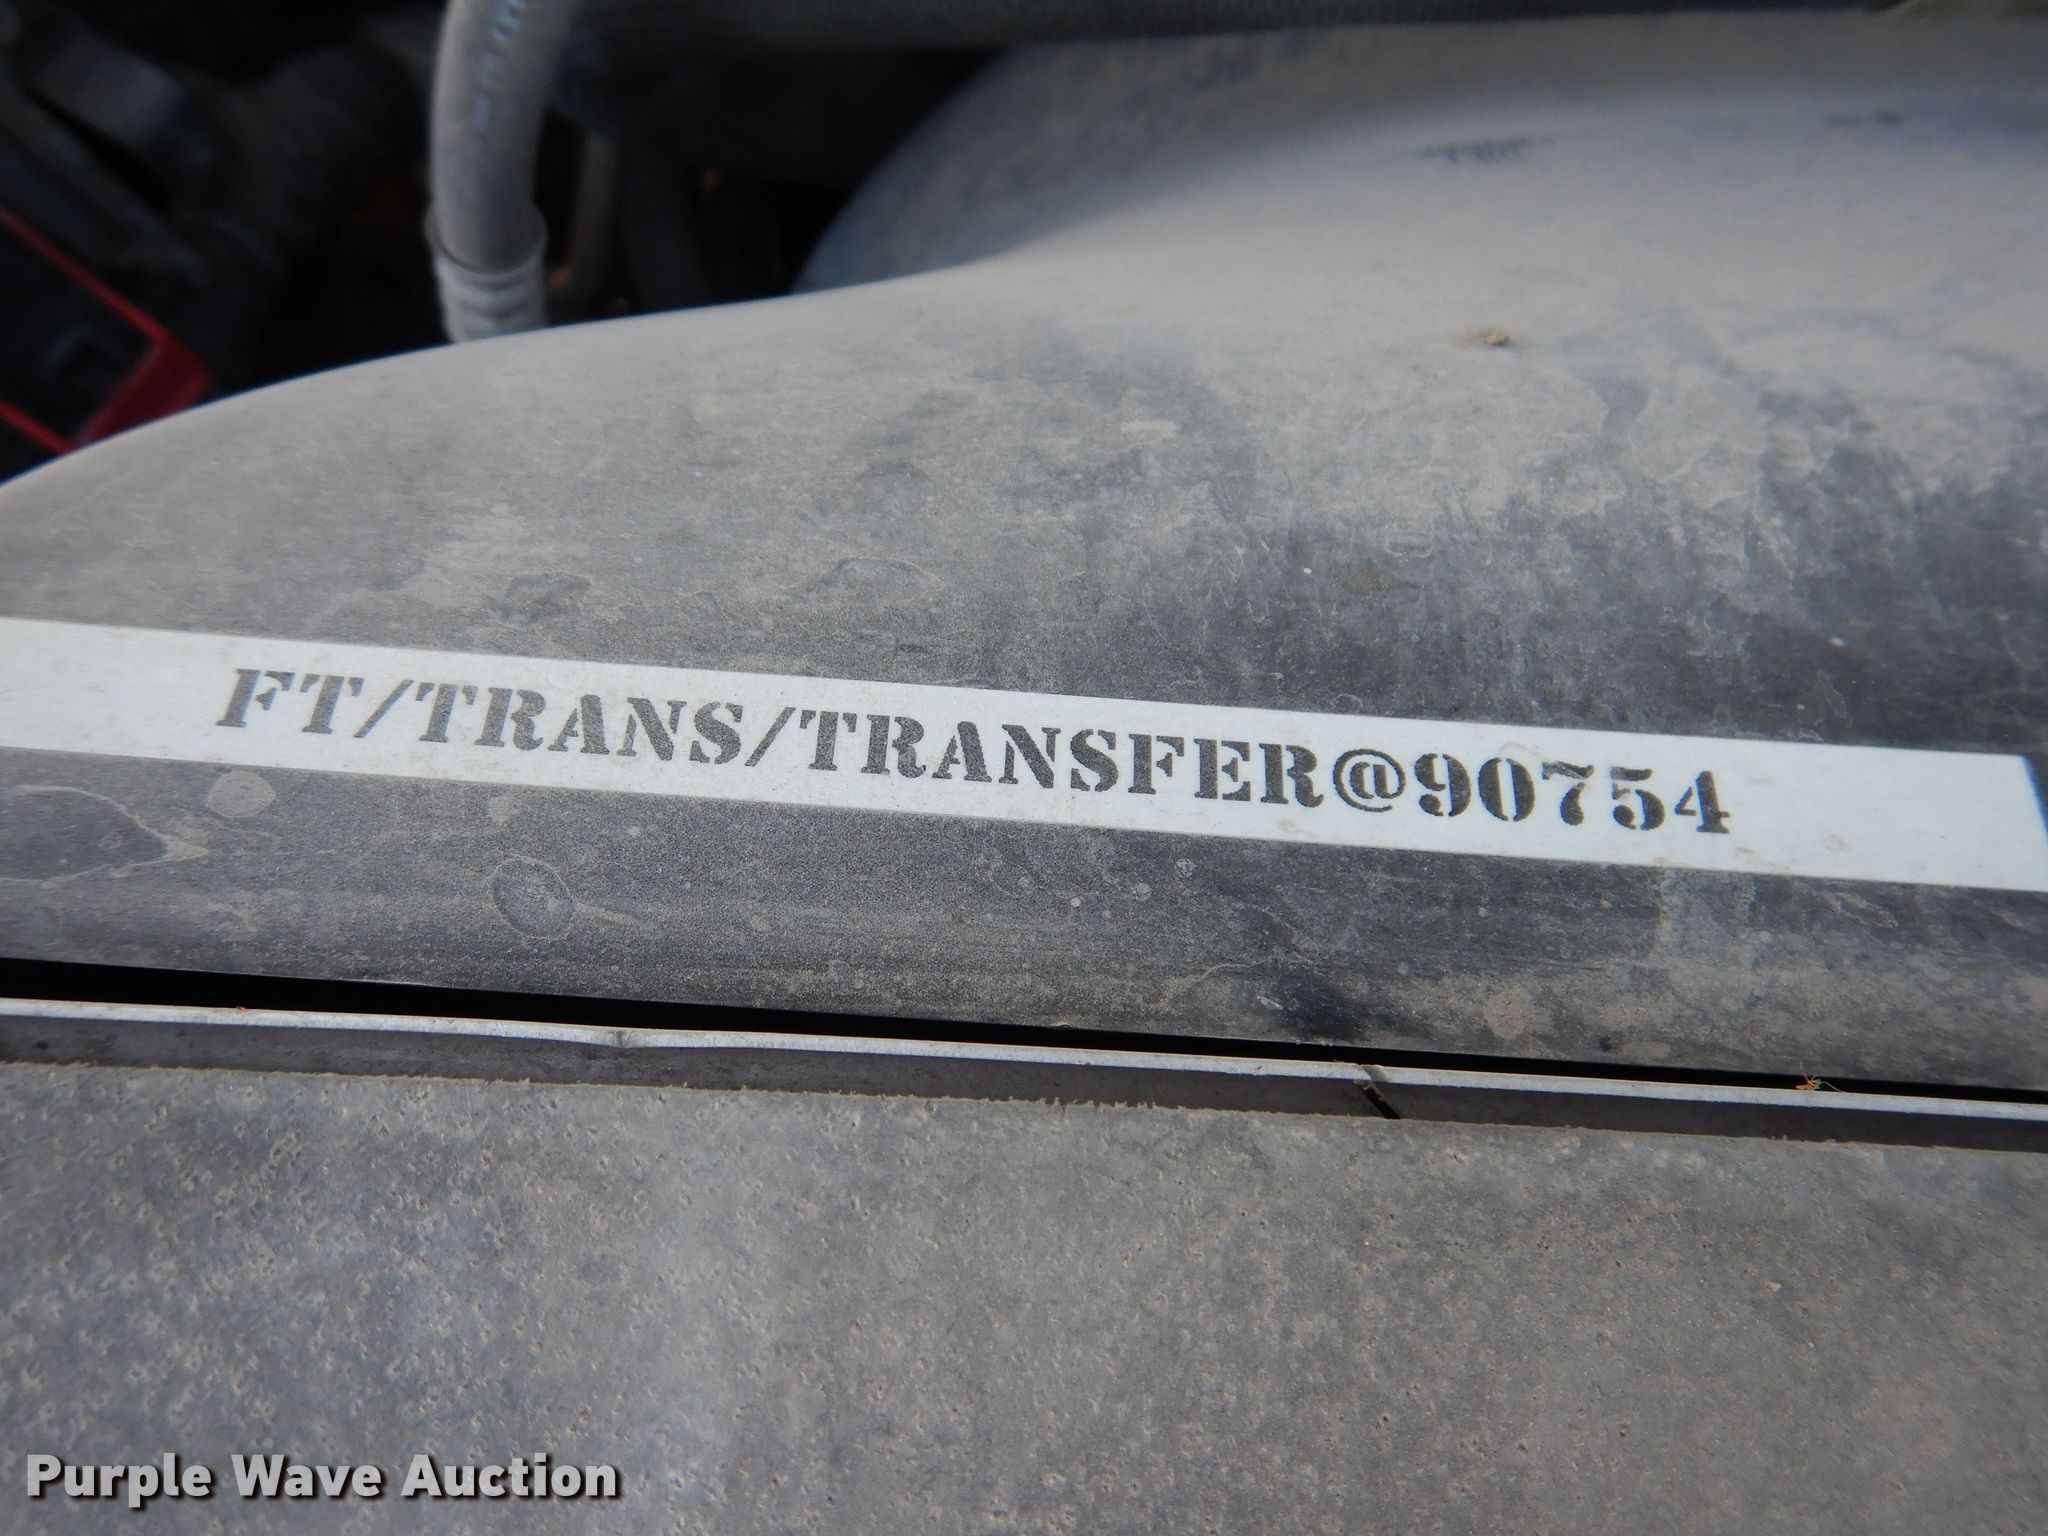 FT/TRANS/TRANSFER@90754
Purple Wave Auction